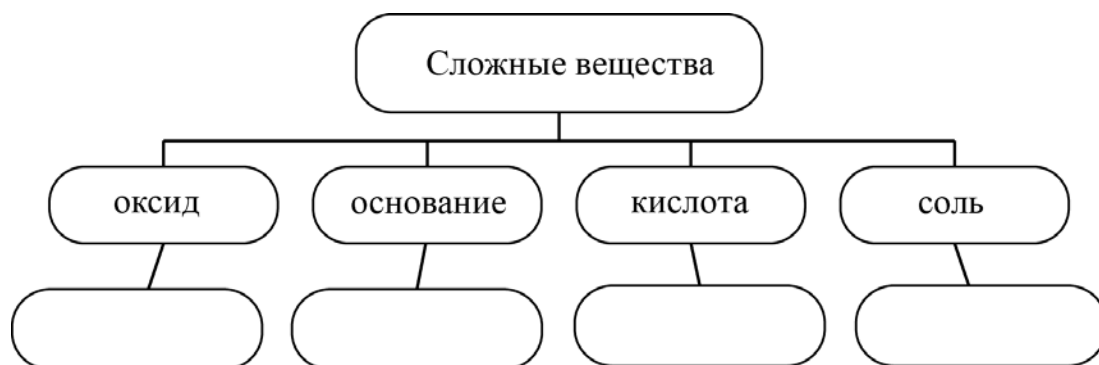 Сложные вещества
оксид
основание
кислота
соль